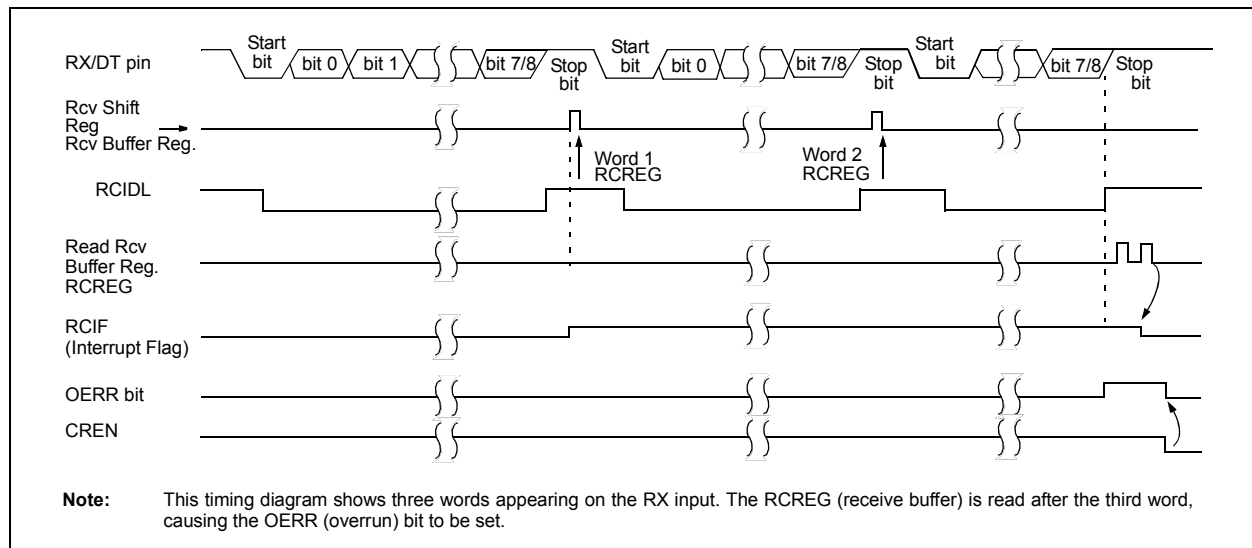 RX/DT pin
Start
bit
bit 0
bit 1
bit 7/8
Stop
bit
Start
bit
bit 0
bit 7/8
Stop
bit
Start
bit
bit 7/8
Stop
bit
Rcv Shift
Reg
Rcv Buffer Reg.
Word 1
RCREG
Word 2
RCREG
RCIDL
Read Rcv
Buffer Reg.
RCREG
RCIF
(Interrupt Flag)
OERR bit
CREN
Note: This timing diagram shows three words appearing on the RX input. The RCREG (receive buffer) is read after the third word,
causing the OERR (overrun) bit to be set.